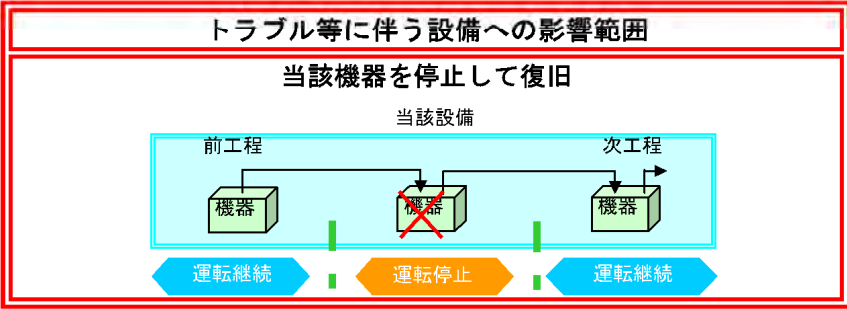 トラブル等に伴う設備への影響範囲
当該機器を停止して復旧
当該設備
前工程
次工程
機器
機器
機器
運転継続
運転停止
運転継続